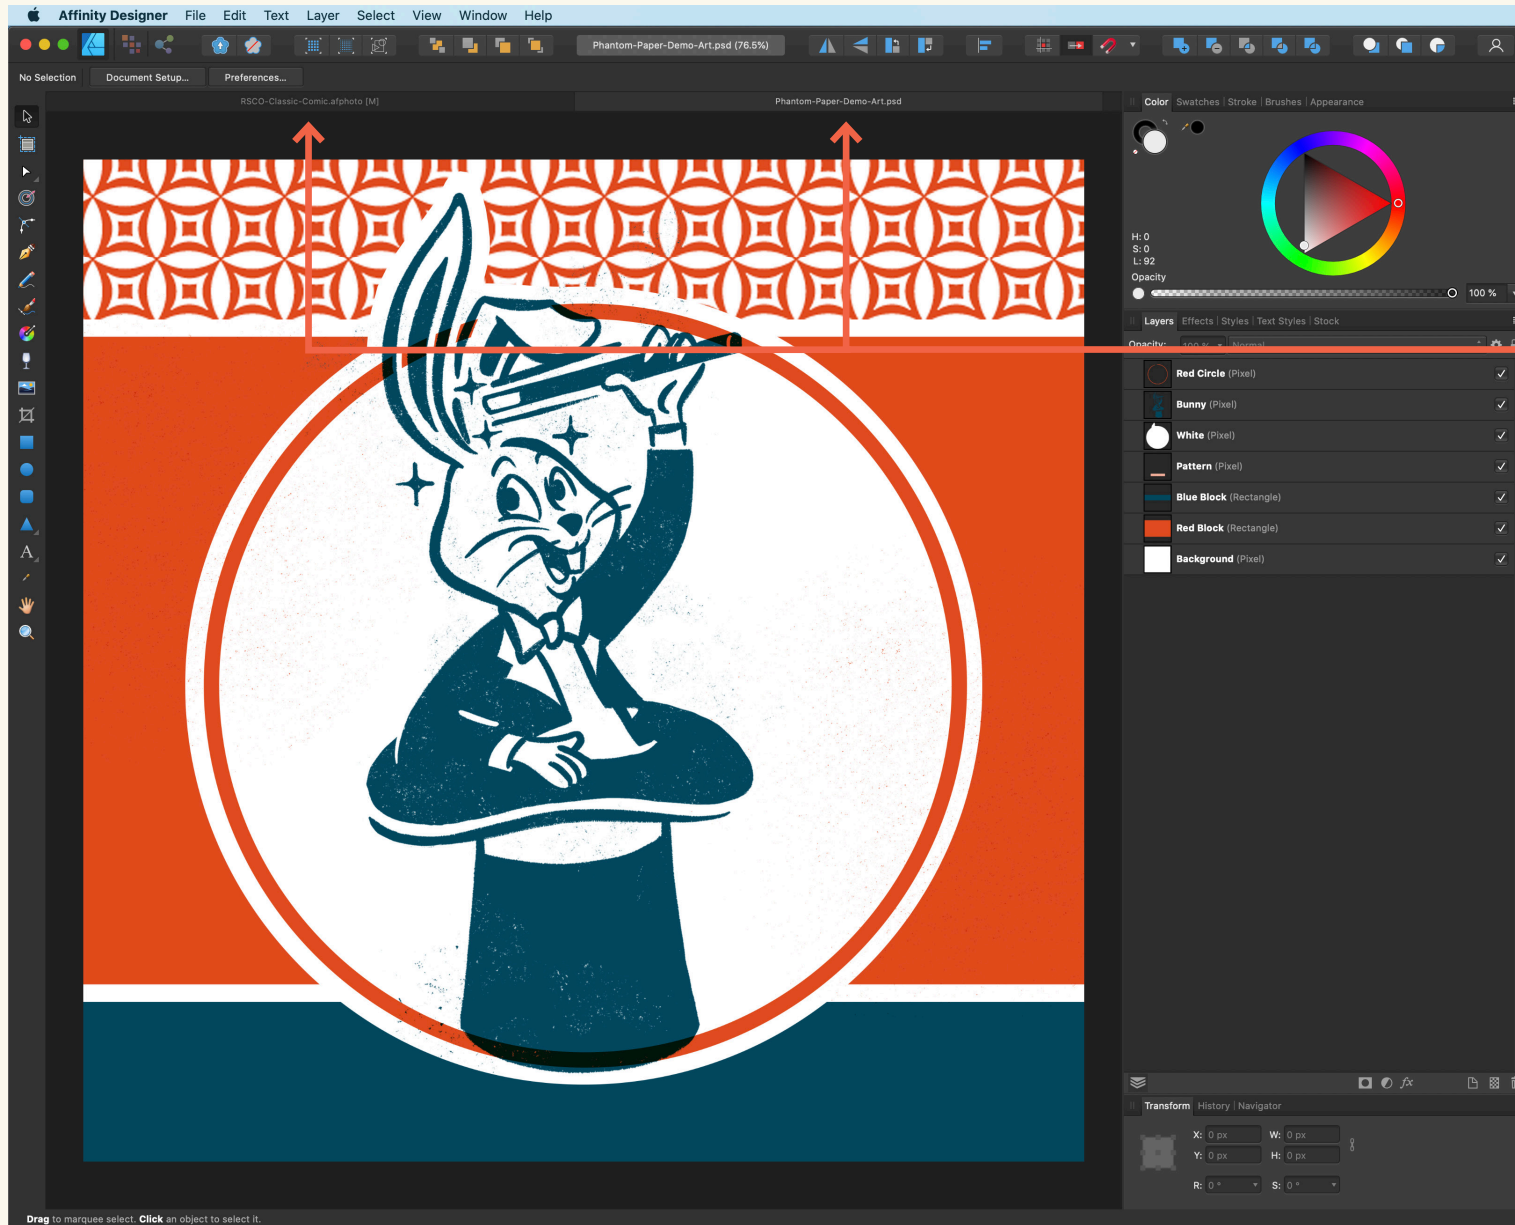 Affinity Designer File Edit Text Layer Select View Window Help
Phantom-Paper-Demo-Art.psd (76.5%)
No Selection Document Setup... Preferences...
RSCO-Classic-Comic.afphoto [M] Phantom-Paper-Demo-Art.psd
Color Swatches | Stroke | Brushes | Appearance
H: 0
S: 0
L: 92
Opacity
100 %
Layers Effects | Styles | Text Styles | Stock
Opacity: 100 % Normal
Red Circle (Pixel)
Bunny (Pixel)
White (Pixel)
Pattern (Pixel)
Blue Block (Rectangle)
Red Block (Rectangle)
Background (Pixel)
A
fx
Transform History | Navigator
X: 0 px W: 0 px
Y: 0 px H: 0 px
R: 0 ° S: 0 °
Drag to marquee select. Click an object to select it.